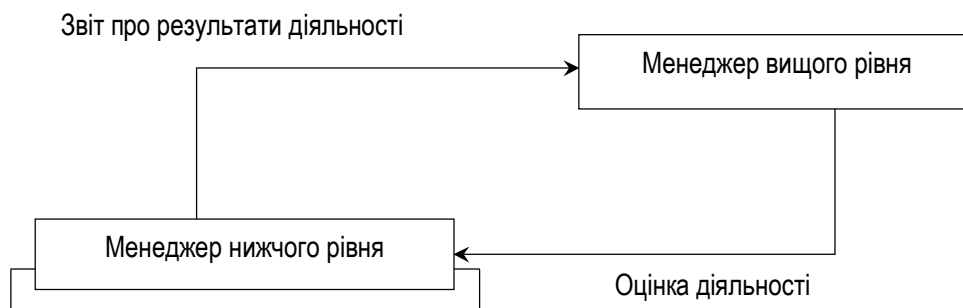 Звіт про результати діяльності
Менеджер вищого рівня
Менеджер нижчого рівня
Оцінка діяльності